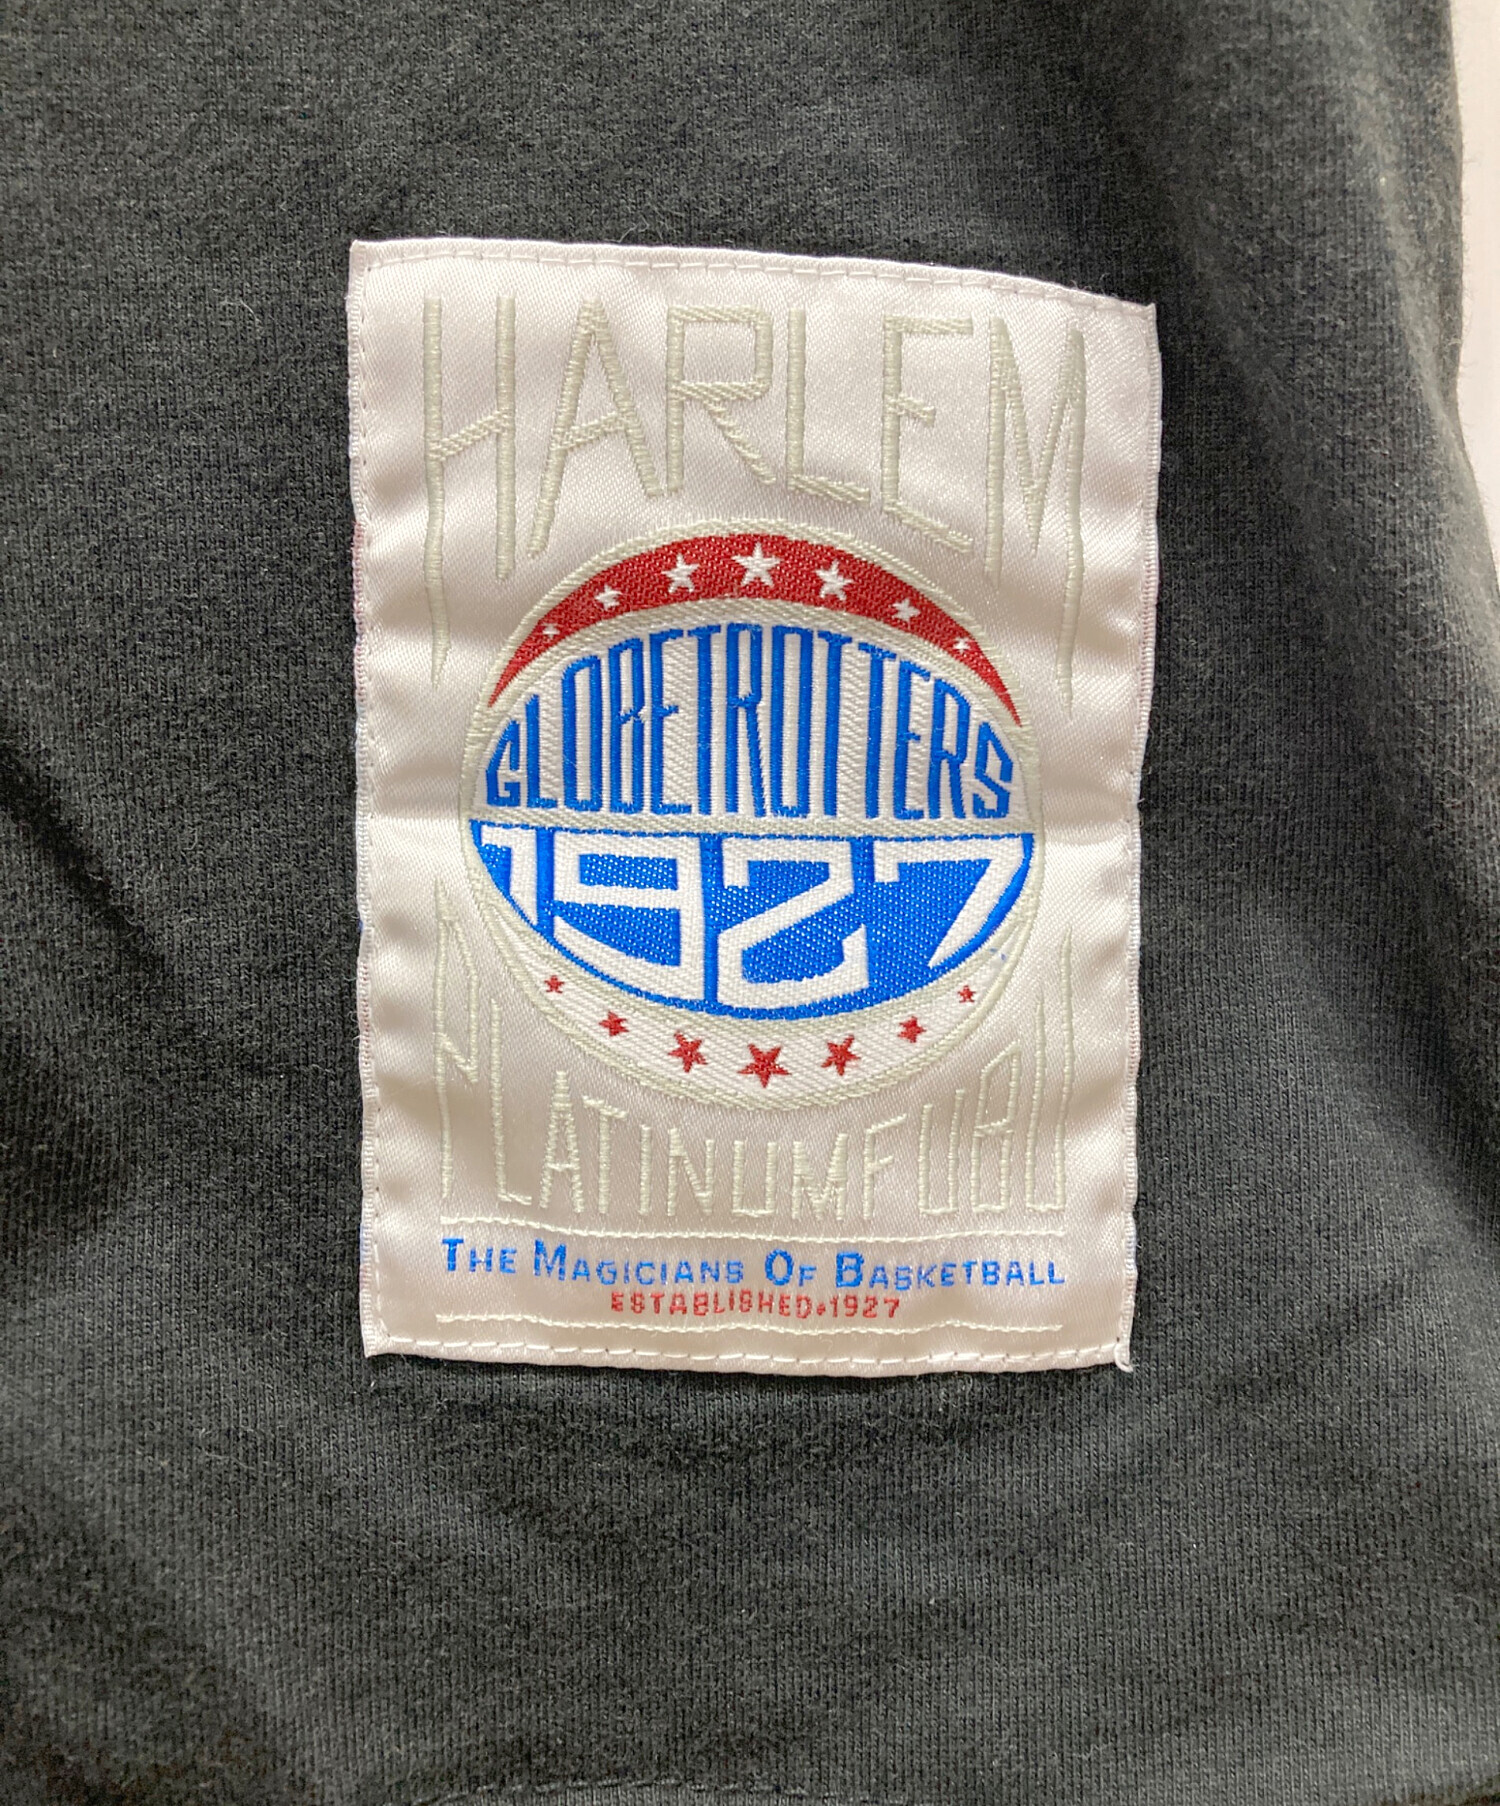 HARLEM
GLOBETROTTERS
1927
PLATINUMFUBU
THE MAGICIANS OF BASKETBALL
ESTABLISHED•1927